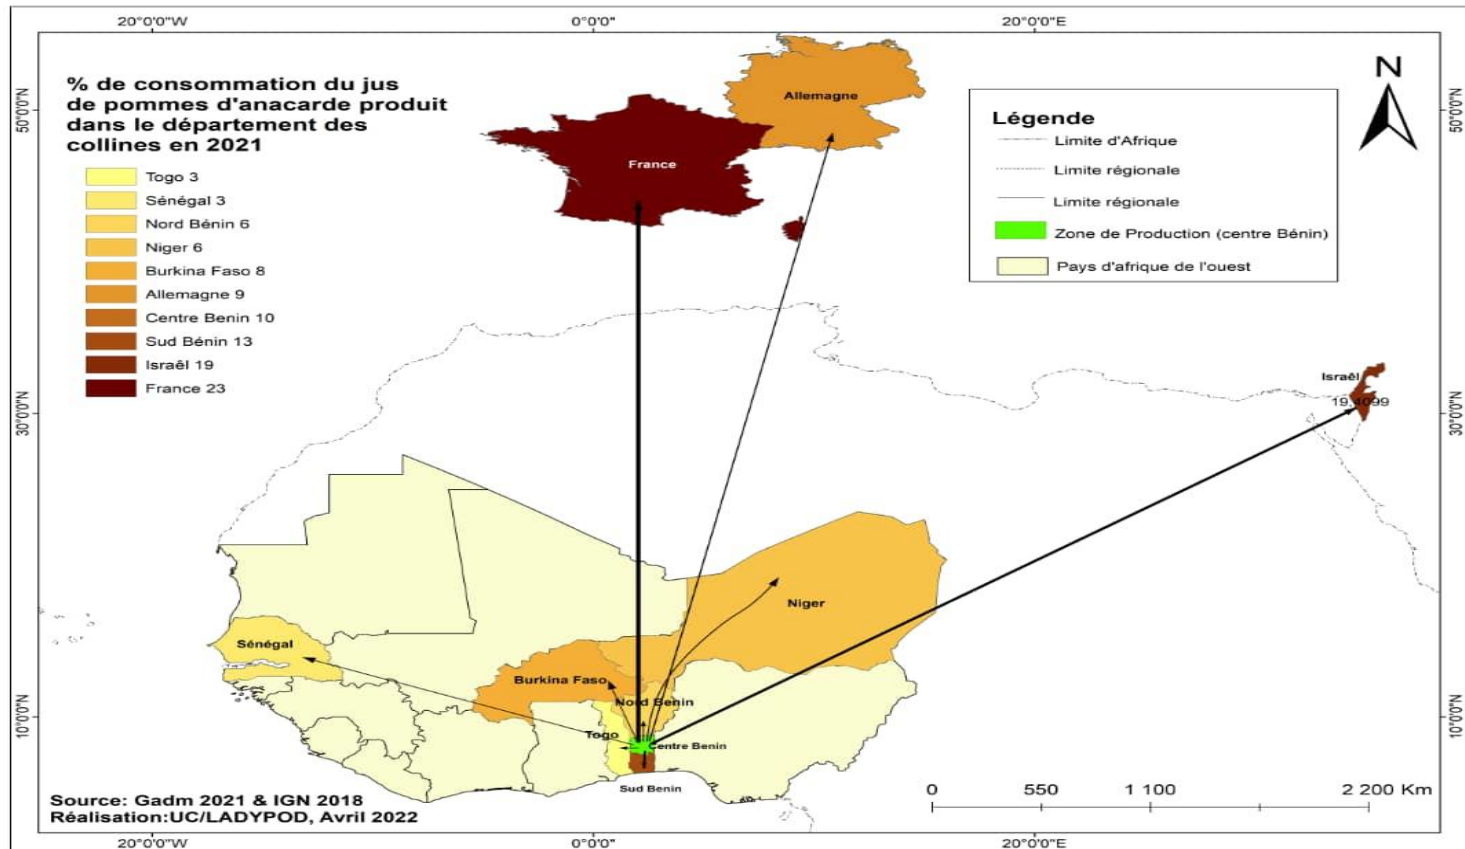 20°0'0"W 0°0'0" 20°0'0"E
% de consommation du jus
de pommes d'anacarde produit
dans le département des
collines en 2021
Togo 3
Sénégal 3
Nord Bénin 6
Niger 6
Burkina Faso 8
Allemagne 9
Centre Benin 10
Sud Bénin 13
Israël 19
France 23
Allemagne
France
N
Légende
Limite d'Afrique
Limite régionale
Limite régionale
Zone de Production (centre Bénin)
Pays d'afrique de l'ouest
50°0'0"N 50°0'0"N
Israël
19,4099
30°0'0"N 30°0'0"N
Niger
Sénégal
Burkina Faso
Nord Benin
10°0'0"N 10°0'0"N
Togo
Centre Benin
Sud Benin
Source: Gadm 2021 & IGN 2018
Réalisation:UC/LADYPOD, Avril 2022
0 550 1 100 2 200 Km
20°0'0"W 0°0'0" 20°0'0"E